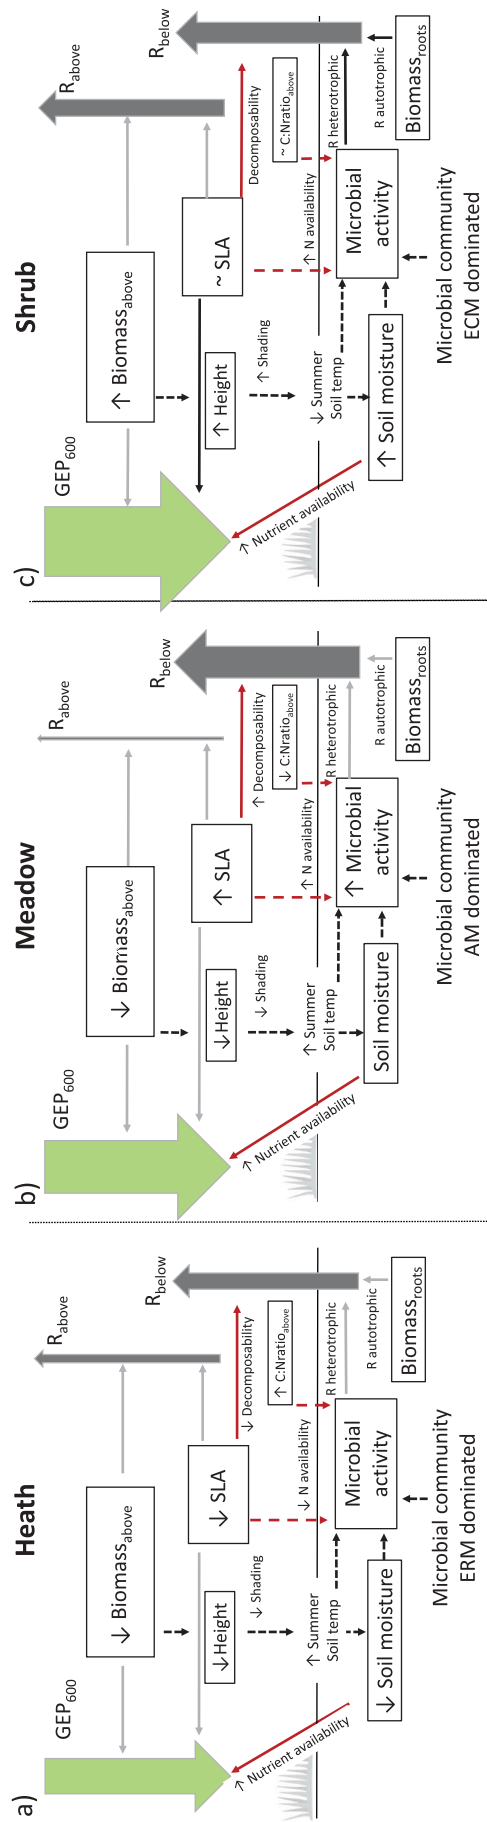 a)
Heath
GEP600
Rabove
Rbelow
↓ Biomassabove
↓Height
↓ SLA
↓ Shading
↓ Decomposability
↑ C:Nratioabove
↑ Nutrient availability
↑ Summer
Soil temp
↓ N availability
R heterotrophic
R autotrophic
↓ Soil moisture
Microbial
activity
Biomassroots
Microbial community
ERM dominated
b)
Meadow
GEP600
Rabove
Rbelow
↓ Biomassabove
↓Height
↑ SLA
↓ Shading
↑ Decomposability
↓ C:Nratioabove
↑ Nutrient availability
↑ Summer
Soil temp
↑ N availability
R heterotrophic
R autotrophic
Soil moisture
↑ Microbial
activity
Biomassroots
Microbial community
AM dominated
c)
Shrub
GEP600
Rabove
Rbelow
↑ Biomassabove
↑ Height
~ SLA
↑ Shading
Decomposability
~ C:Nratioabove
↑ Nutrient availability
↓ Summer
Soil temp
↑ N availability
R heterotrophic
R autotrophic
↑ Soil moisture
Microbial
activity
Biomassroots
Microbial community
ECM dominated